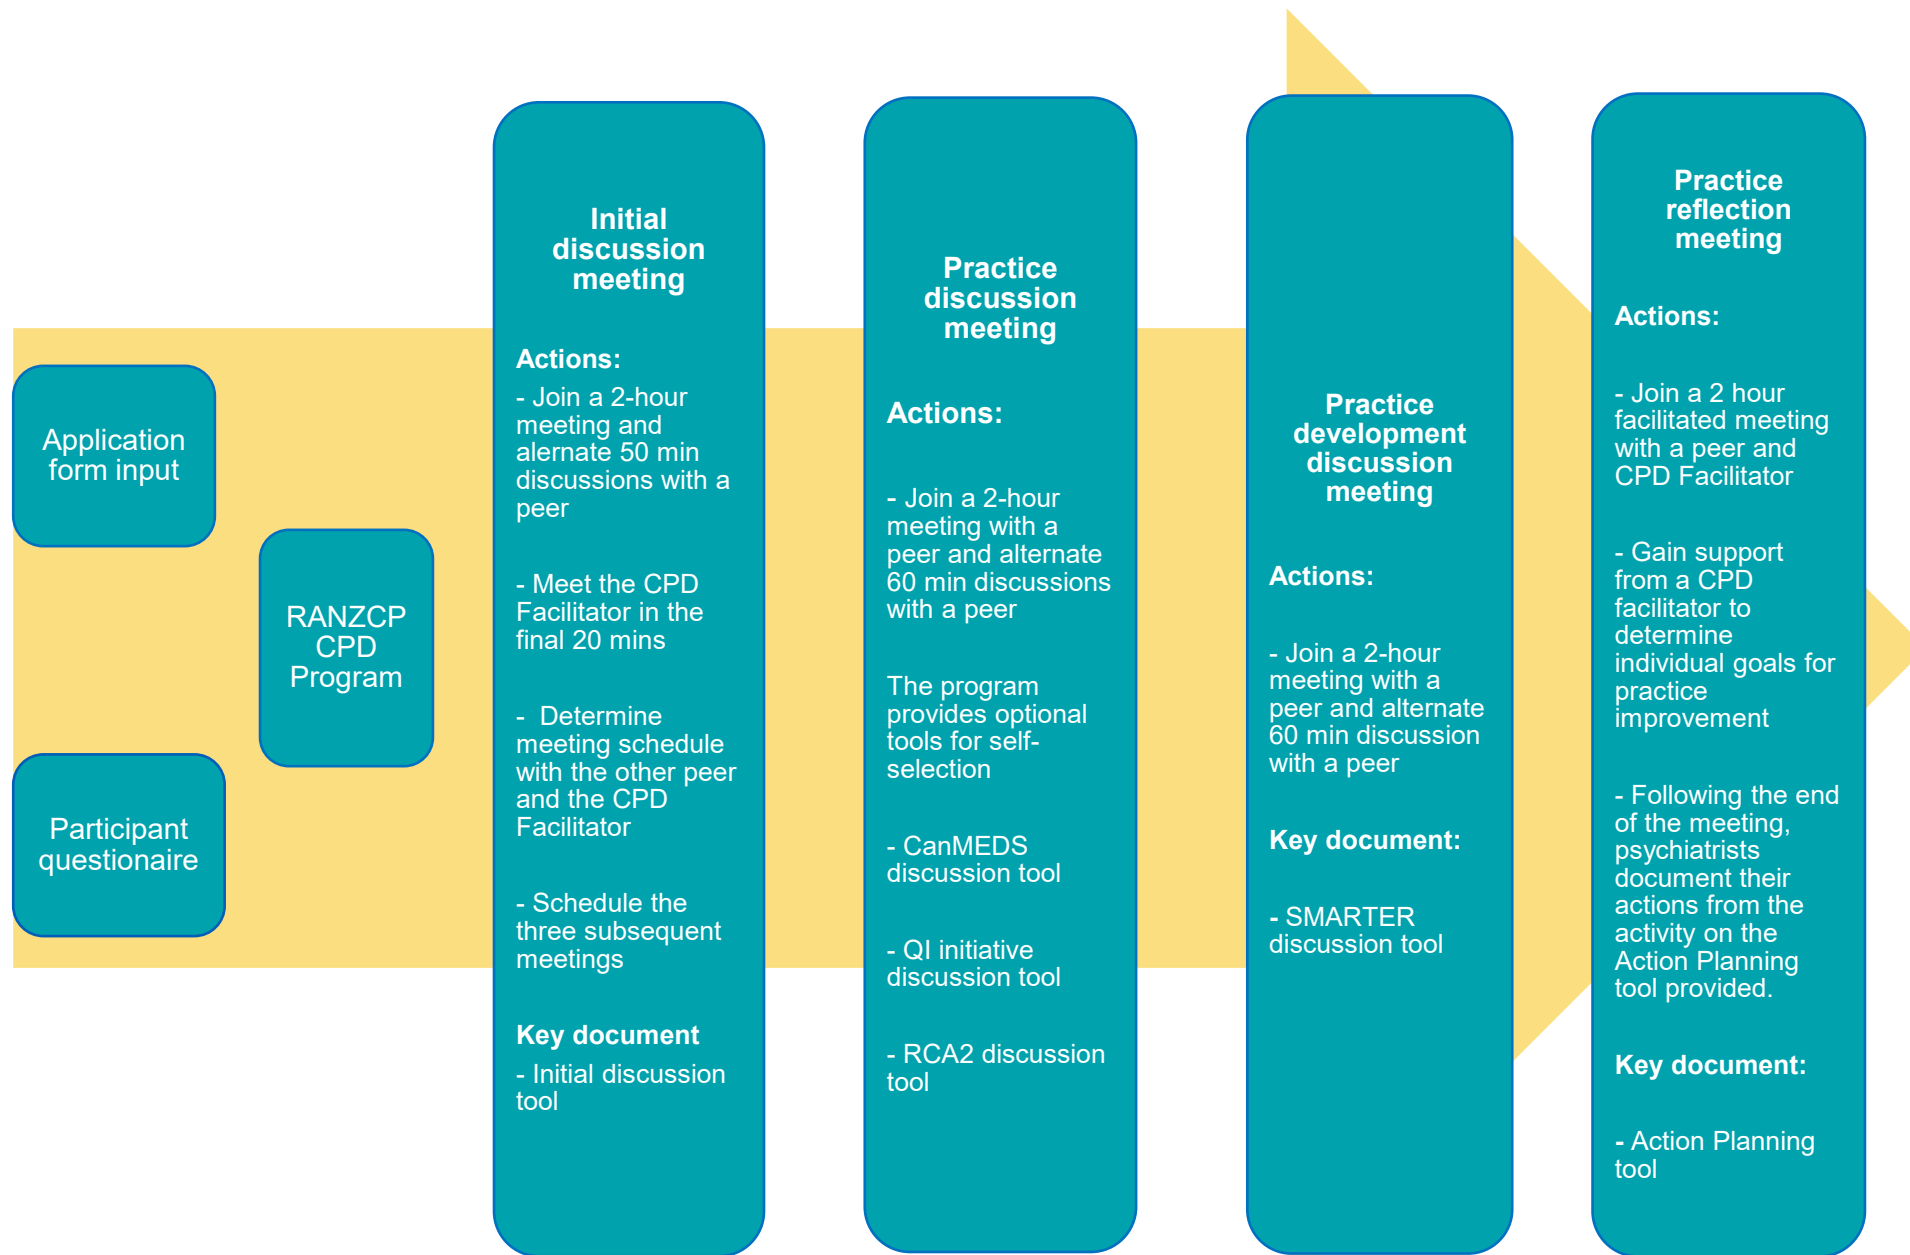 Application
form input
RANZCP
CPD
Program
Participant
questionaire
Initial
discussion
meeting
Actions:
- Join a 2-hour
meeting and
alernate 50 min
discussions with a
peer
- Meet the CPD
Facilitator in the
final 20 mins
- Determine
meeting schedule
with the other peer
and the CPD
Facilitator
- Schedule the
three subsequent
meetings
Key document
- Initial discussion
tool
Practice
discussion
meeting
Actions:
- Join a 2-hour
meeting with a
peer and alternate
60 min discussions
with a peer
The program
provides optional
tools for self-
selection
- CanMEDS
discussion tool
- QI initiative
discussion tool
- RCA2 discussion
tool
Practice
development
discussion
meeting
Actions:
- Join a 2-hour
meeting with a
peer and alternate
60 min discussion
with a peer
Key document:
- SMARTER
discussion tool
Practice
reflection
meeting
Actions:
- Join a 2 hour
facilitated meeting
with a peer and
CPD Facilitator
- Gain support
from a CPD
facilitator to
determine
individual goals for
practice
improvement
- Following the end
of the meeting,
psychiatrists
document their
actions from the
activity on the
Action Planning
tool provided.
Key document:
- Action Planning
tool